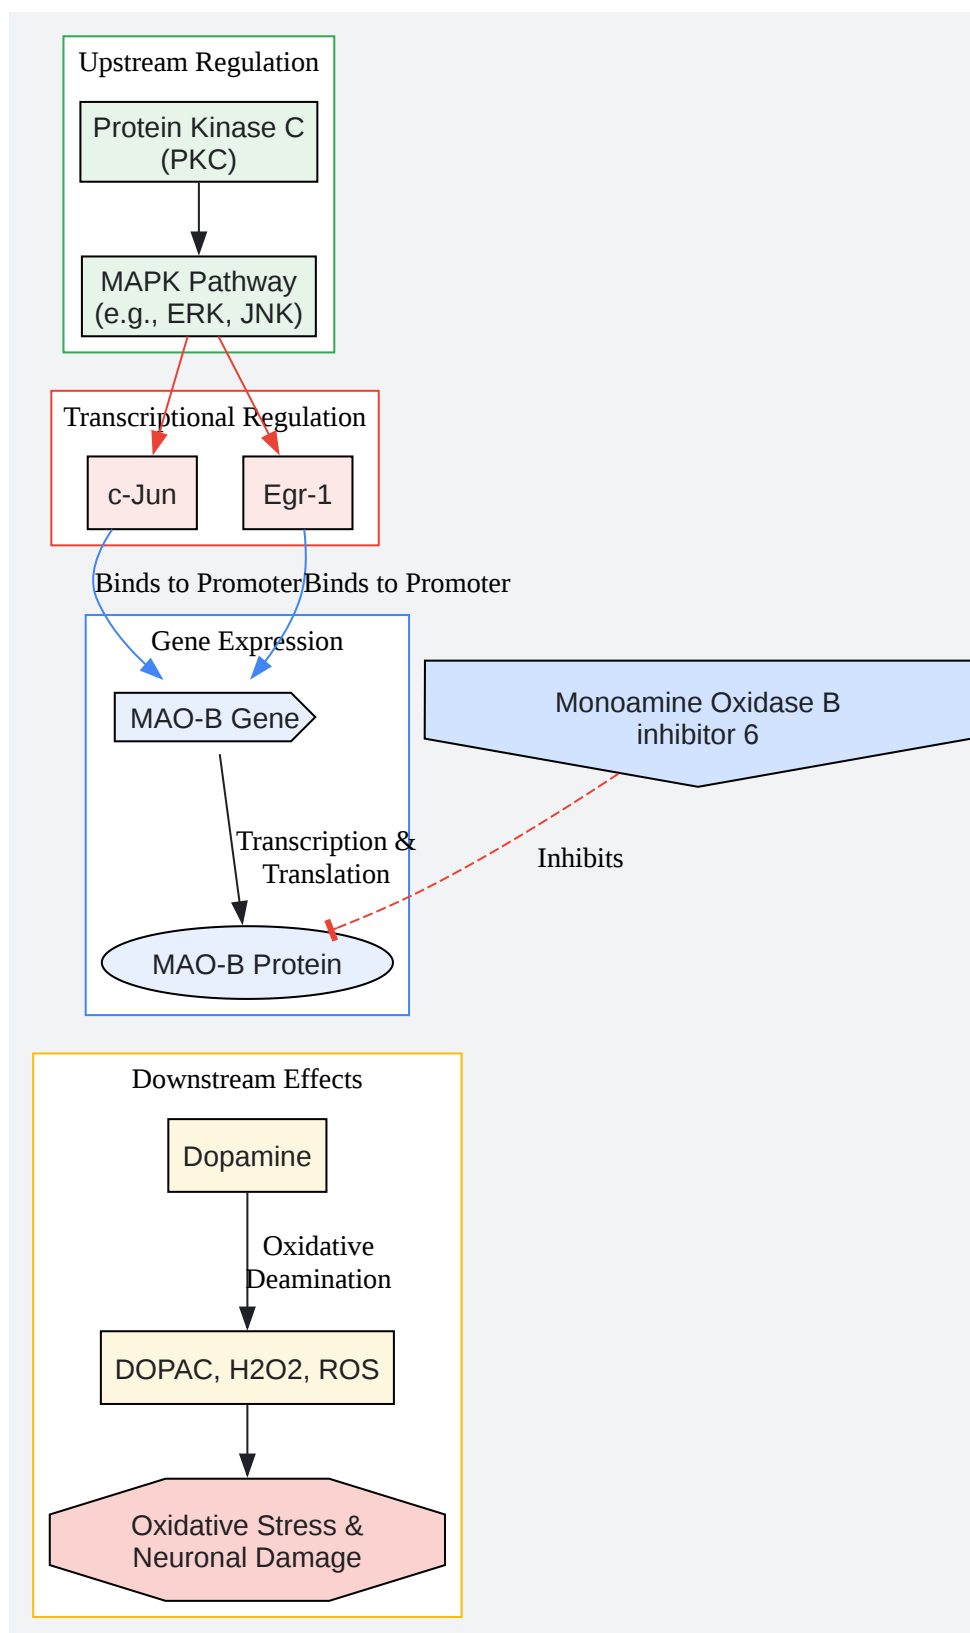 Upstream Regulation
Protein Kinase C
(PKC)
MAPK Pathway
(e.g., ERK, JNK)
Transcriptional Regulation
c-Jun
Egr-1
Binds to Promoter
Binds to Promoter
Gene Expression
MAO-B Gene
Monoamine Oxidase B
inhibitor 6
Transcription &
Translation
Inhibits
MAO-B Protein
Downstream Effects
Dopamine
Oxidative
Deamination
DOPAC, H2O2, ROS
Oxidative Stress &
Neuronal Damage